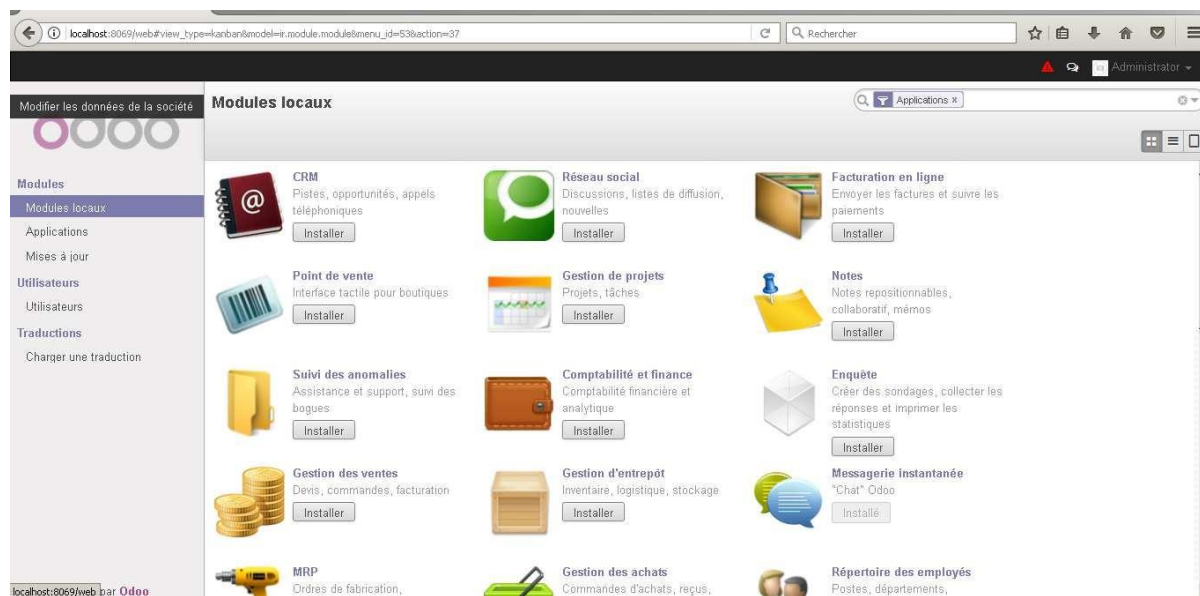 localhost:8069/web#view_type=kanban&model=ir.module.module&menu_id=53&action=37
Rechercher
Administrator
Modifier les données de la société
odoo
Modules
Modules locaux
Applications
Mises à jour
Utilisateurs
Utilisateurs
Traductions
Charger une traduction
localhost:8069/web par Odoo
Modules locaux
Applications x
CRM
Pistes, opportunités, appels
téléphoniques
Installer
Réseau social
Discussions, listes de diffusion,
nouvelles
Installer
Facturation en ligne
Envoyer les factures et suivre les
paiements
Installer
Point de vente
Interface tactile pour boutiques
Installer
Gestion de projets
Projets, tâches
Installer
Notes
Notes repositionnables,
collaboratif, mémos
Installer
Suivi des anomalies
Assistance et support, suivi des
bogues
Installer
Comptabilité et finance
Comptabilité financière et
analytique
Installer
Enquête
Créer des sondages, collecter les
réponses et imprimer les
statistiques
Installer
Gestion des ventes
Devis, commandes, facturation
Installer
Gestion d'entrepôt
Inventaire, logistique, stockage
Installer
Messagerie instantanée
"Chat" Odoo
Installé
MRP
Ordres de fabrication,
Gestion des achats
Commandes d'achats, reçus,
Répertoire des employés
Postes, départements,